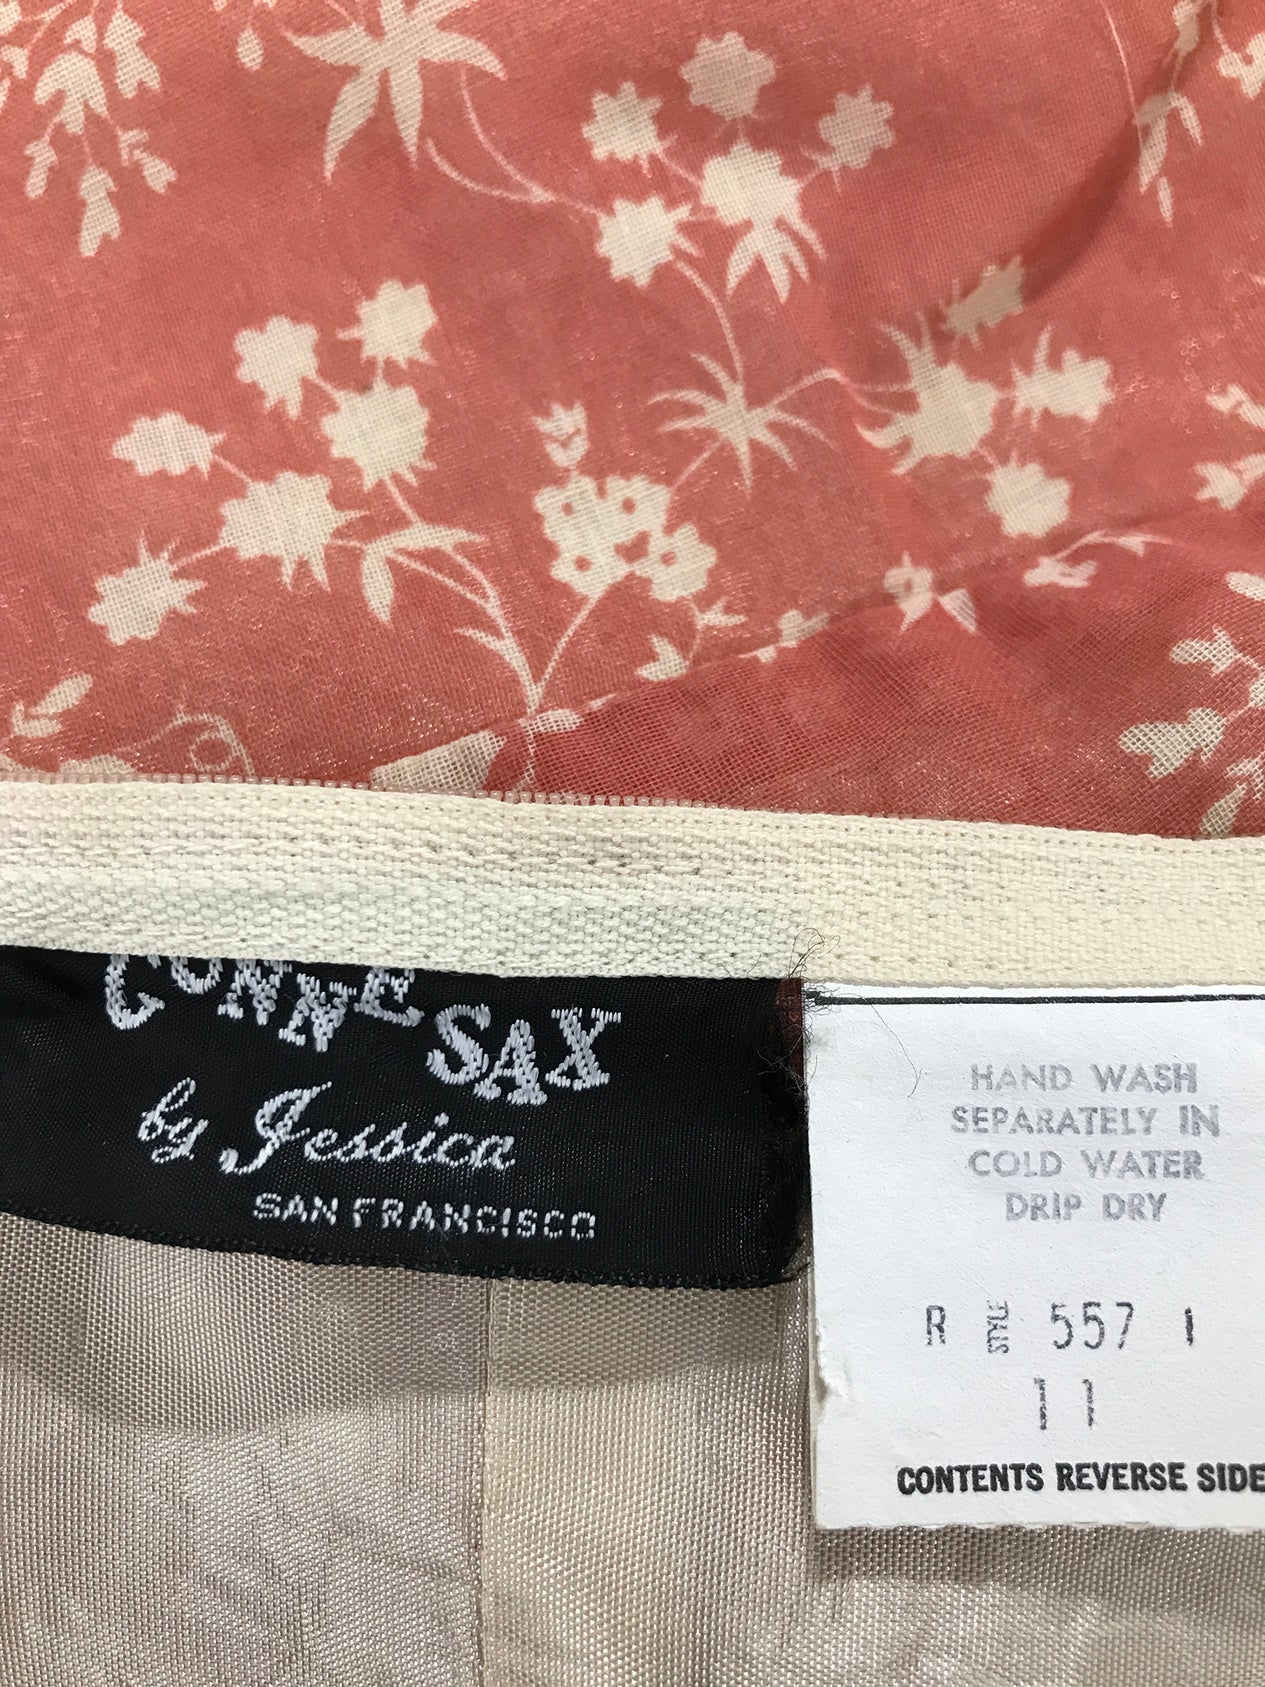 GUNNE SAX
by Jessica
SAN FRANCISCO
HAND WASH
SEPARATELY IN
COLD WATER
DRIP DRY
R STYLE 557 1
11
CONTENTS REVERSE SIDE